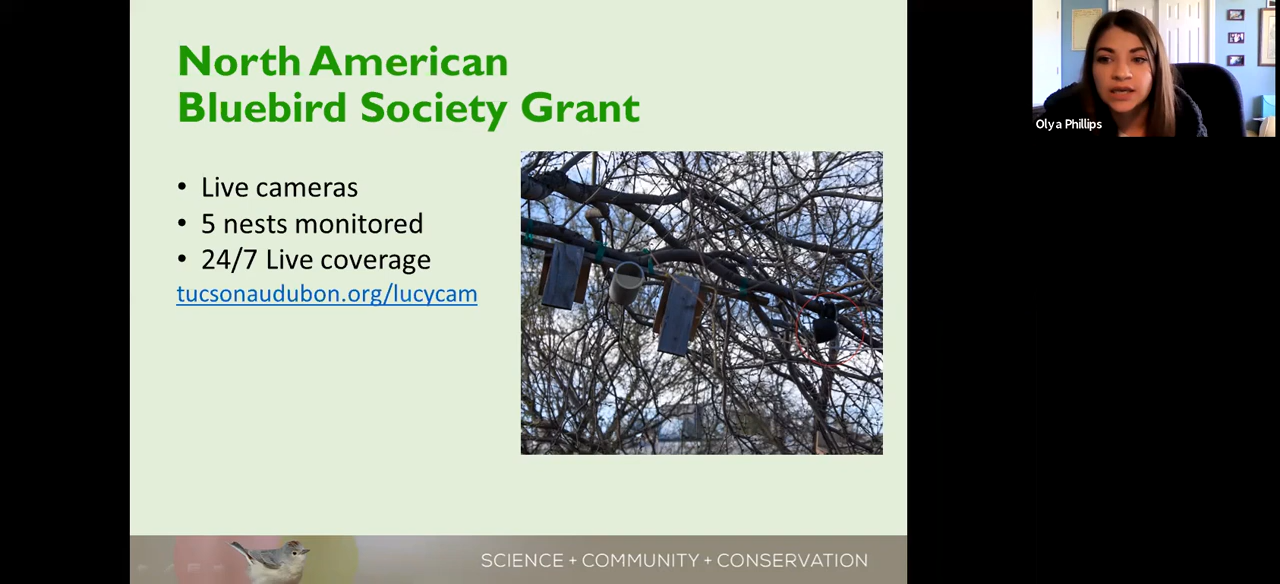 North American
Bluebird Society Grant
• Live cameras
• 5 nests monitored
• 24/7 Live coverage
tucsonaudubon.org/lucycam
SCIENCE + COMMUNITY + CONSERVATION
Olya Phillips